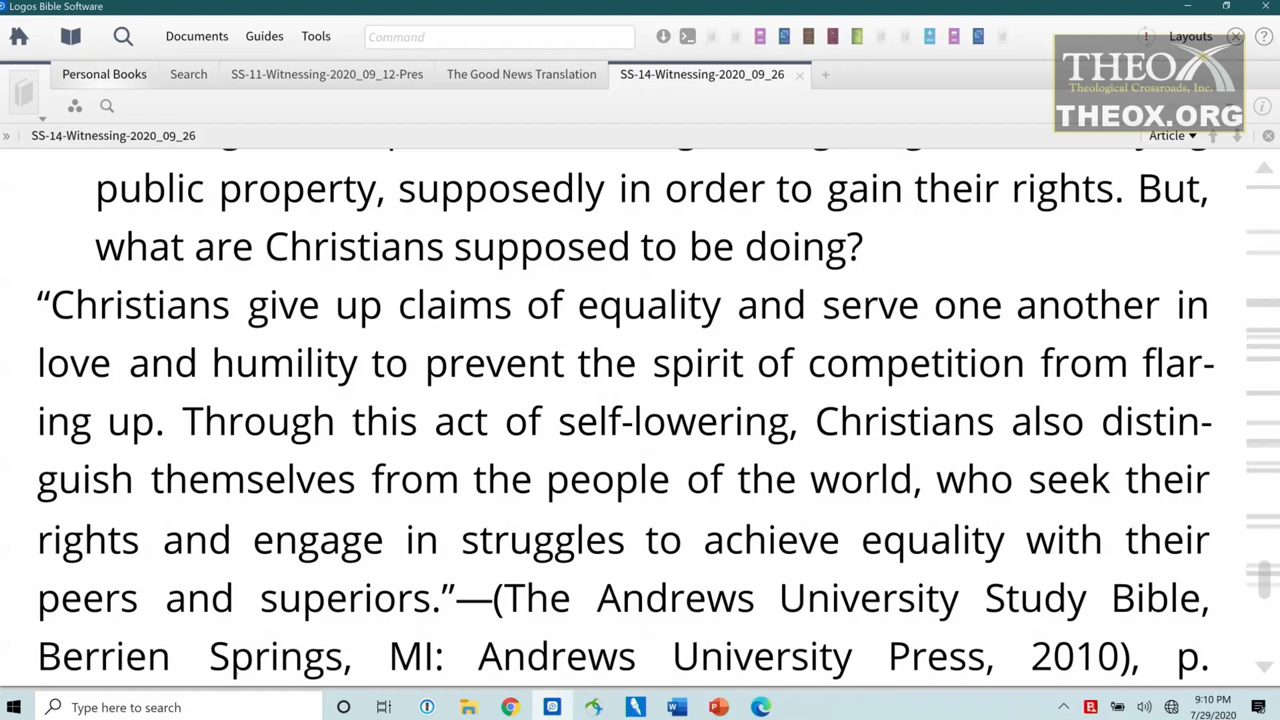 Logos Bible Software
Documents Guides Tools Command Layouts
THEOX
Theological Crossroads, Inc.
THEOX.ORG
Personal Books Search SS-11-Witnessing-2020_09_12-Pres The Good News Translation SS-14-Witnessing-2020_09_26
SS-14-Witnessing-2020_09_26 Article
public property, supposedly in order to gain their rights. But,
what are Christians supposed to be doing?
“Christians give up claims of equality and serve one another in
love and humility to prevent the spirit of competition from flar-
ing up. Through this act of self-lowering, Christians also distin-
guish themselves from the people of the world, who seek their
rights and engage in struggles to achieve equality with their
peers and superiors.”—(The Andrews University Study Bible,
Berrien Springs, MI: Andrews University Press, 2010), p.
Type here to search
9:10 PM
7/29/2020